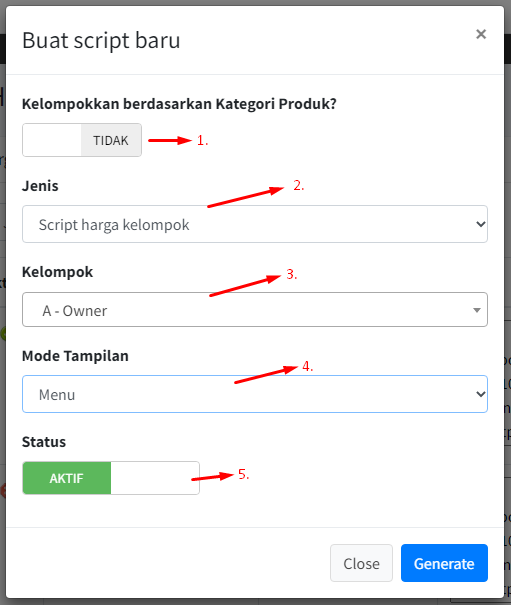 Buat script baru
×
Kelompokkan berdasarkan Kategori Produk?
TIDAK
1.
Jenis
2.
Script harga kelompok
Kelompok
3.
A - Owner
Mode Tampilan
4.
Menu
Status
AKTIF
5.
Close
Generate